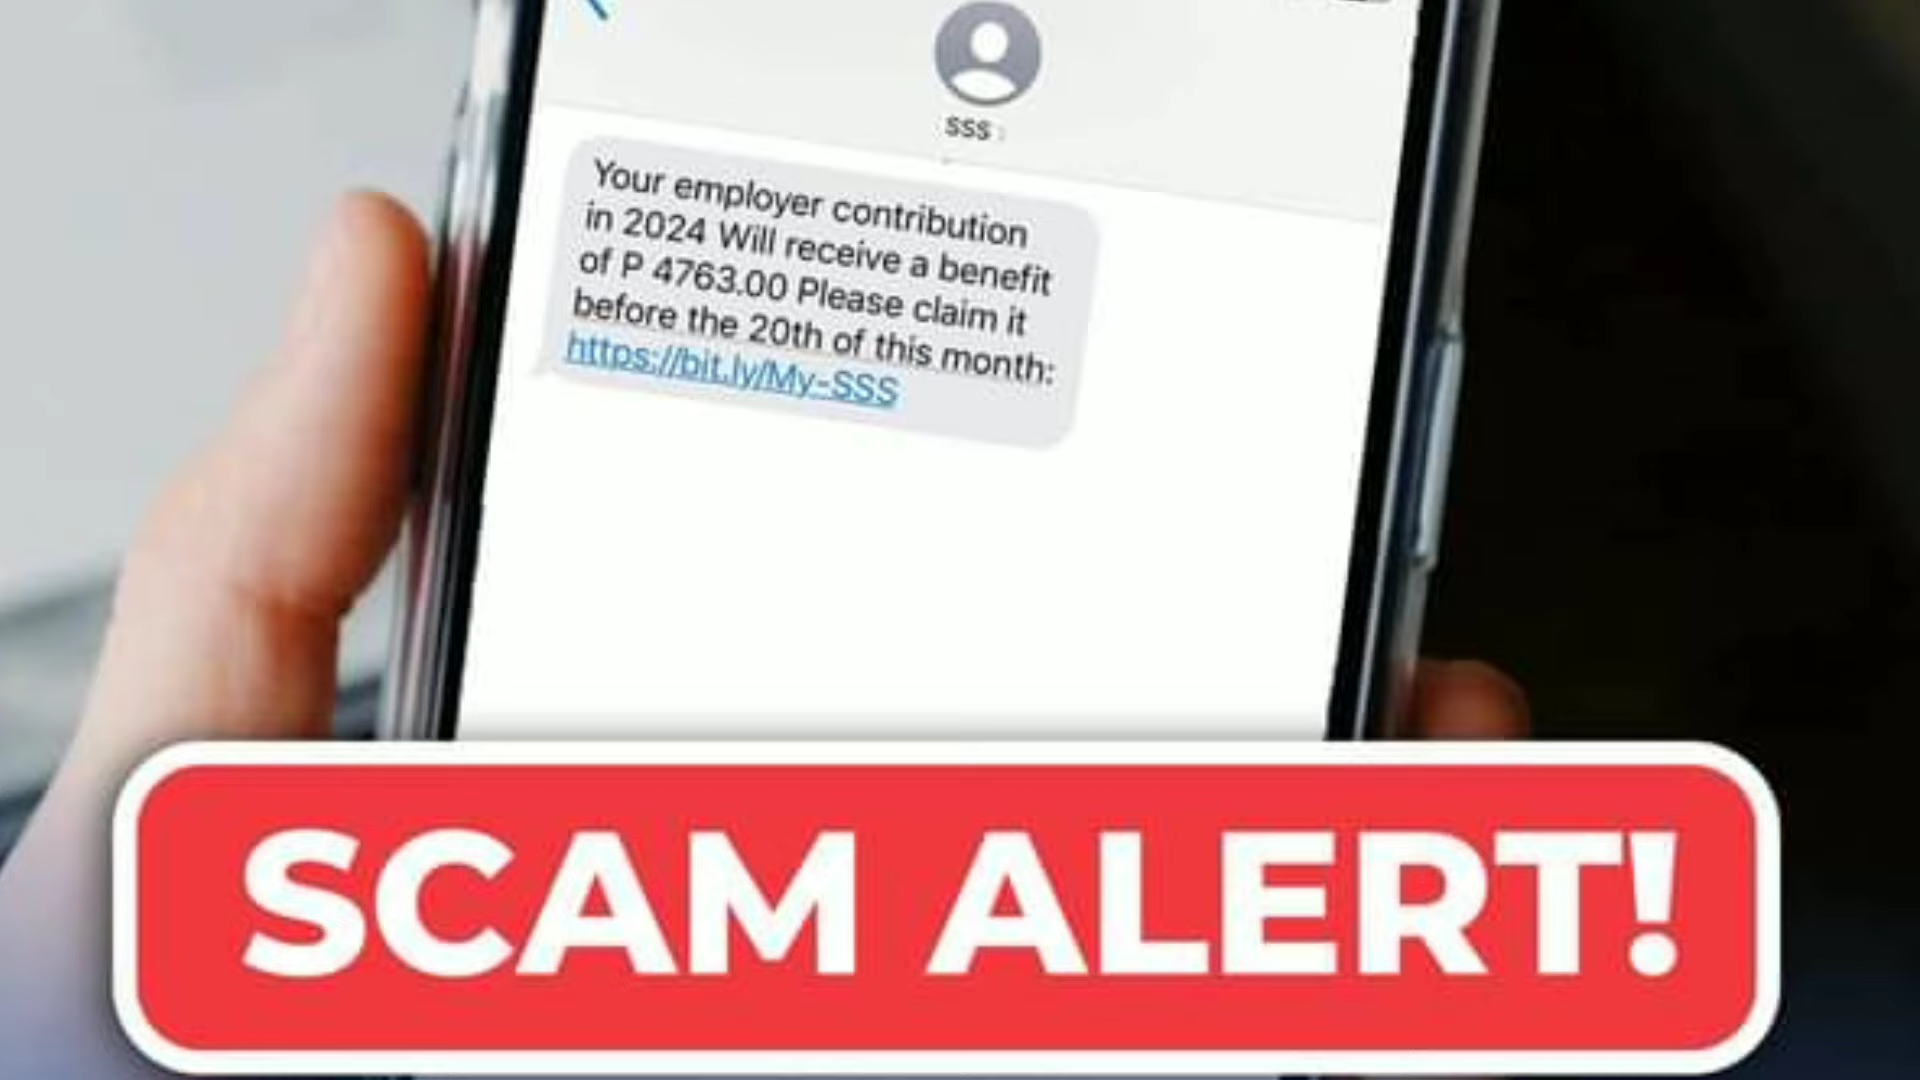 SSS
Your employer contribution
in 2024 Will receive a benefit
of P 4763.00 Please claim it
before the 20th of this month:
https://bit.ly/My-SSS
SCAM ALERT!